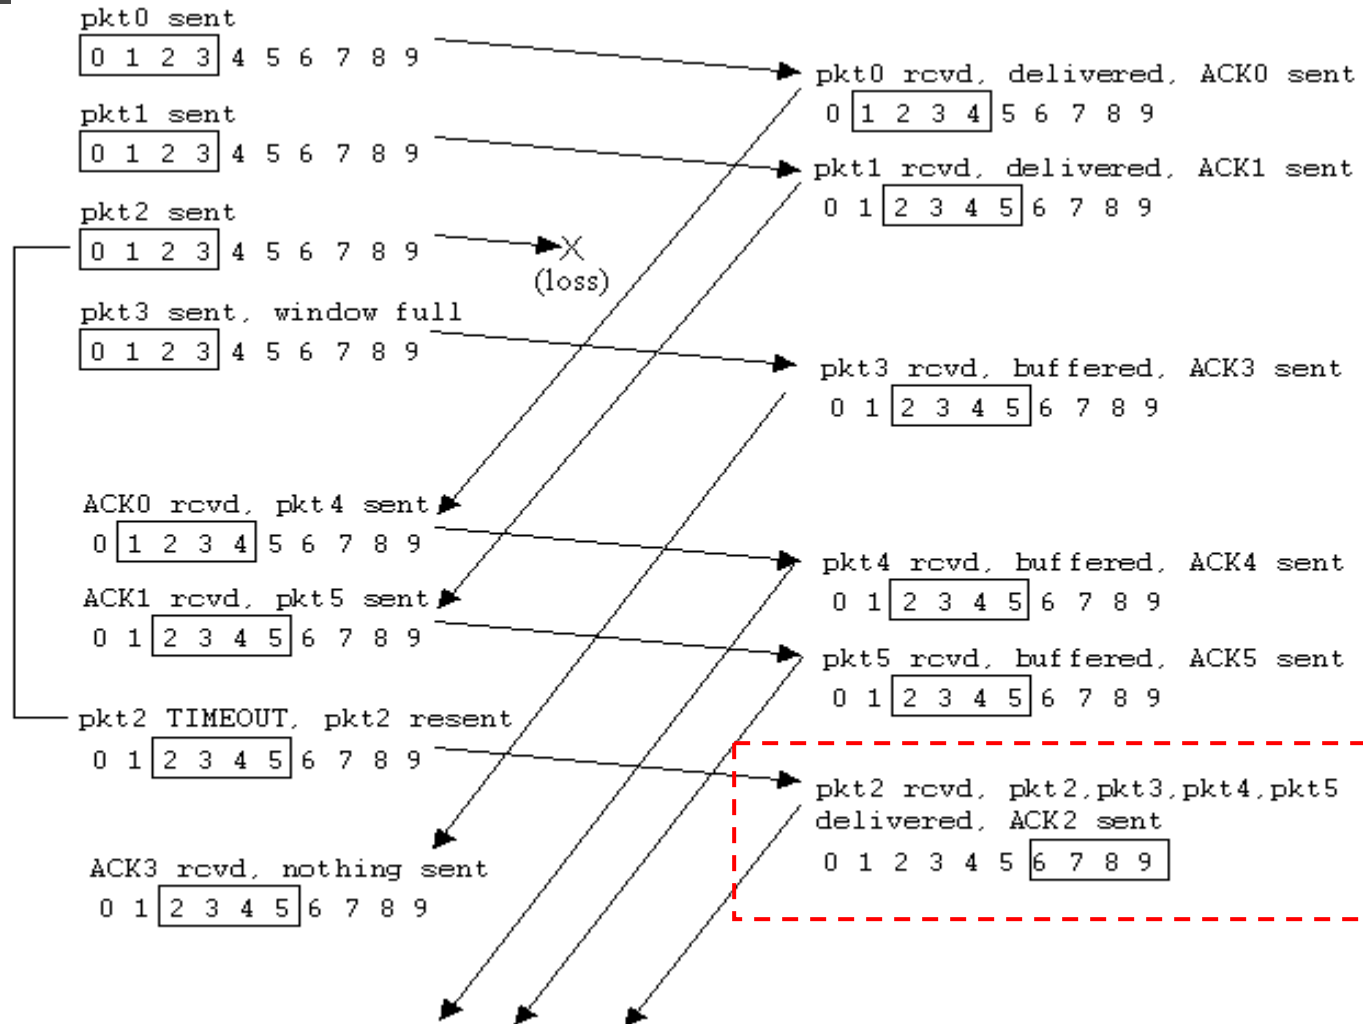 pkt0 sent
0 1 2 3 4 5 6 7 8 9
pkt0 rcvd, delivered, ACK0 sent
0 1 2 3 4 5 6 7 8 9
pkt1 sent
0 1 2 3 4 5 6 7 8 9
pkt1 rcvd, delivered, ACK1 sent
0 1 2 3 4 5 6 7 8 9
pkt2 sent
0 1 2 3 4 5 6 7 8 9
X
(loss)
pkt3 sent, window full
0 1 2 3 4 5 6 7 8 9
pkt3 rcvd, buffered, ACK3 sent
0 1 2 3 4 5 6 7 8 9
ACK0 rcvd, pkt4 sent
0 1 2 3 4 5 6 7 8 9
pkt4 rcvd, buffered, ACK4 sent
0 1 2 3 4 5 6 7 8 9
ACK1 rcvd, pkt5 sent
0 1 2 3 4 5 6 7 8 9
pkt5 rcvd, buffered, ACK5 sent
0 1 2 3 4 5 6 7 8 9
pkt2 TIMEOUT, pkt2 resent
0 1 2 3 4 5 6 7 8 9
pkt2 rcvd, pkt2,pkt3,pkt4,pkt5
delivered, ACK2 sent
0 1 2 3 4 5 6 7 8 9
ACK3 rcvd, nothing sent
0 1 2 3 4 5 6 7 8 9